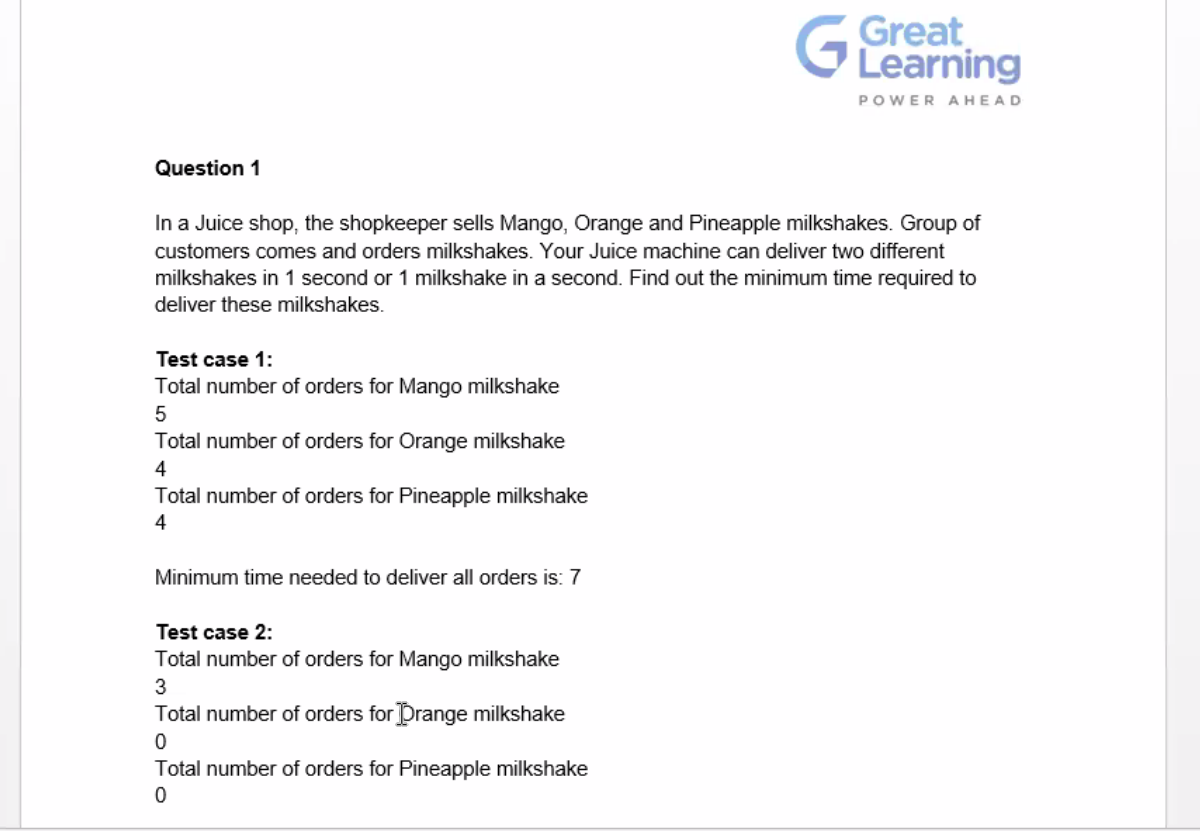 Great
Learning
POWER AHEAD
Question 1
In a Juice shop, the shopkeeper sells Mango, Orange and Pineapple milkshakes. Group of
customers comes and orders milkshakes. Your Juice machine can deliver two different
milkshakes in 1 second or 1 milkshake in a second. Find out the minimum time required to
deliver these milkshakes.
Test case 1:
Total number of orders for Mango milkshake
5
Total number of orders for Orange milkshake
4
Total number of orders for Pineapple milkshake
4
Minimum time needed to deliver all orders is: 7
Test case 2:
Total number of orders for Mango milkshake
3
Total number of orders for Orange milkshake
0
Total number of orders for Pineapple milkshake
0